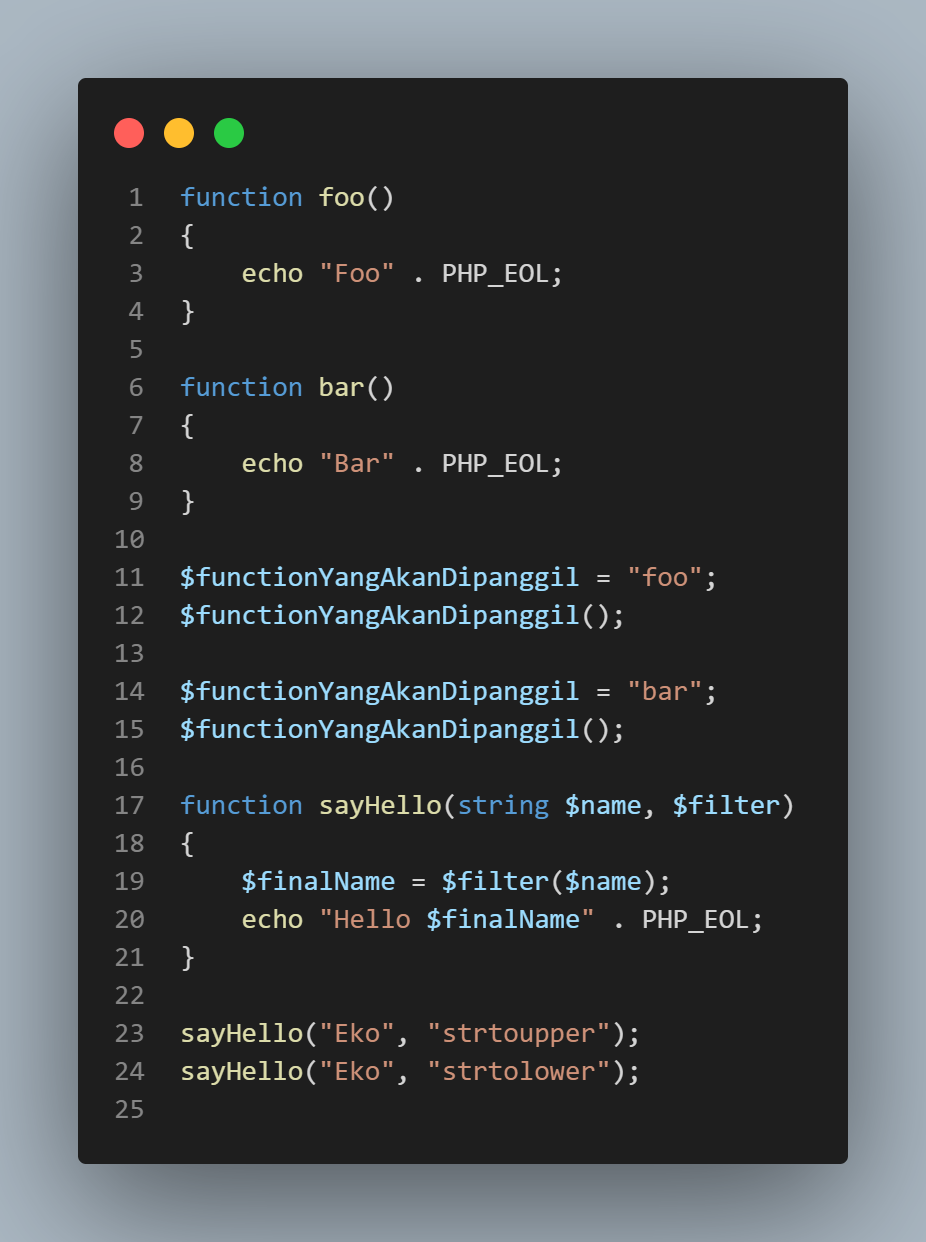 1 function foo()
2 {
3     echo "Foo" . PHP_EOL;
4 }
5
6 function bar()
7 {
8     echo "Bar" . PHP_EOL;
9 }
10
11 $functionYangAkanDipanggil = "foo";
12 $functionYangAkanDipanggil();
13
14 $functionYangAkanDipanggil = "bar";
15 $functionYangAkanDipanggil();
16
17 function sayHello(string $name, $filter)
18 {
19     $finalName = $filter($name);
20     echo "Hello $finalName" . PHP_EOL;
21 }
22
23 sayHello("Eko", "strtoupper");
24 sayHello("Eko", "strtolower");
25